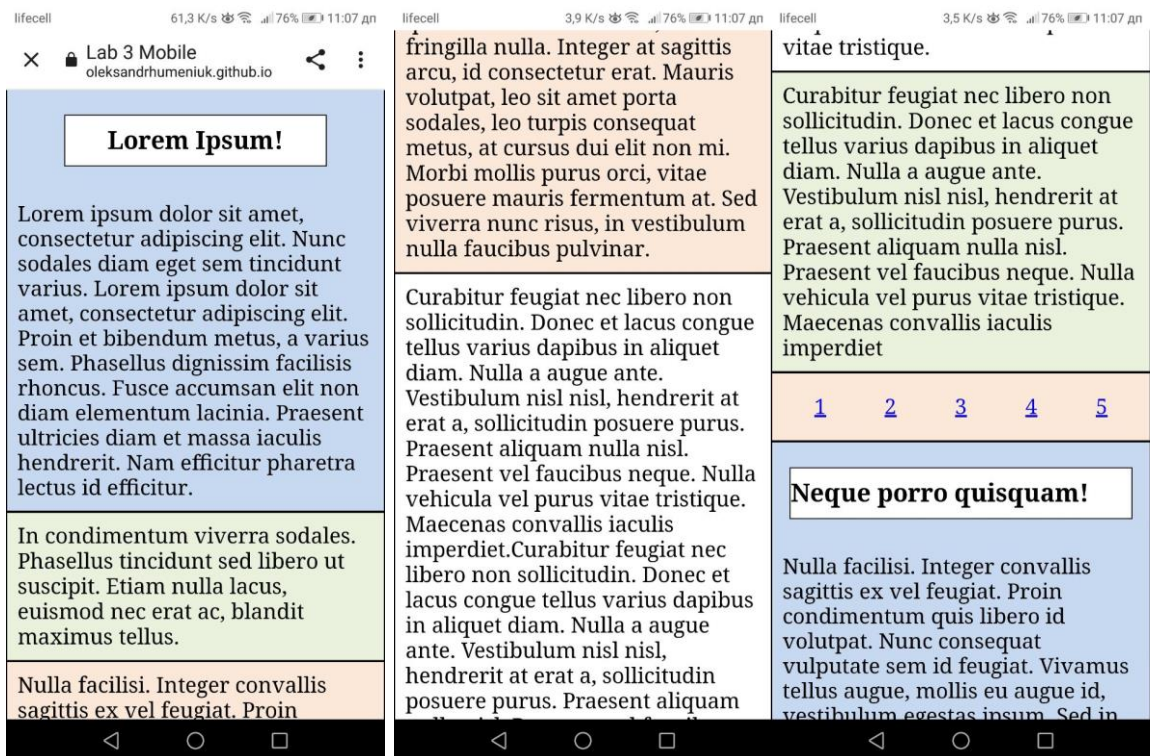 lifecell
61,3 K/s 76% 11:07 дп
Lab 3 Mobile
oleksandrhumeniuk.github.io
Lorem Ipsum!
Lorem ipsum dolor sit amet,
consectetur adipiscing elit. Nunc
sodales diam eget sem tincidunt
varius. Lorem ipsum dolor sit
amet, consectetur adipiscing elit.
Proin et bibendum metus, a varius
sem. Phasellus dignissim facilisis
rhoncus. Fusce accumsan elit non
diam elementum lacinia. Praesent
ultricies diam et massa iaculis
hendrerit. Nam efficitur pharetra
lectus id efficitur.
In condimentum viverra sodales.
Phasellus tincidunt sed libero ut
suscipit. Etiam nulla lacus,
euismod nec erat ac, blandit
maximus tellus.
Nulla facilisi. Integer convallis
sagittis ex vel feugiat. Proin
lifecell
3,9 K/s 76% 11:07 дп
fringilla nulla. Integer at sagittis
arcu, id consectetur erat. Mauris
volutpat, leo sit amet porta
sodales, leo turpis consequat
metus, at cursus dui elit non mi.
Morbi mollis purus orci, vitae
posuere mauris fermentum at. Sed
viverra nunc risus, in vestibulum
nulla faucibus pulvinar.
Curabitur feugiat nec libero non
sollicitudin. Donec et lacus congue
tellus varius dapibus in aliquet
diam. Nulla a augue ante.
Vestibulum nisl nisl, hendrerit at
erat a, sollicitudin posuere purus.
Praesent aliquam nulla nisl.
Praesent vel faucibus neque. Nulla
vehicula vel purus vitae tristique.
Maecenas convallis iaculis
imperdiet.Curabitur feugiat nec
libero non sollicitudin. Donec et
lacus congue tellus varius dapibus
in aliquet diam. Nulla a augue
ante. Vestibulum nisl nisl,
hendrerit at erat a, sollicitudin
posuere purus. Praesent aliquam
lifecell
3,5 K/s 76% 11:07 дп
vitae tristique.
Curabitur feugiat nec libero non
sollicitudin. Donec et lacus congue
tellus varius dapibus in aliquet
diam. Nulla a augue ante.
Vestibulum nisl nisl, hendrerit at
erat a, sollicitudin posuere purus.
Praesent aliquam nulla nisl.
Praesent vel faucibus neque. Nulla
vehicula vel purus vitae tristique.
Maecenas convallis iaculis
imperdiet
1 2 3 4 5
Neque porro quisquam!
Nulla facilisi. Integer convallis
sagittis ex vel feugiat. Proin
condimentum quis libero id
volutpat. Nunc consequat
vulputate sem id feugiat. Vivamus
tellus augue, mollis eu augue id,
vestibulum egestas ipsum. Sed in